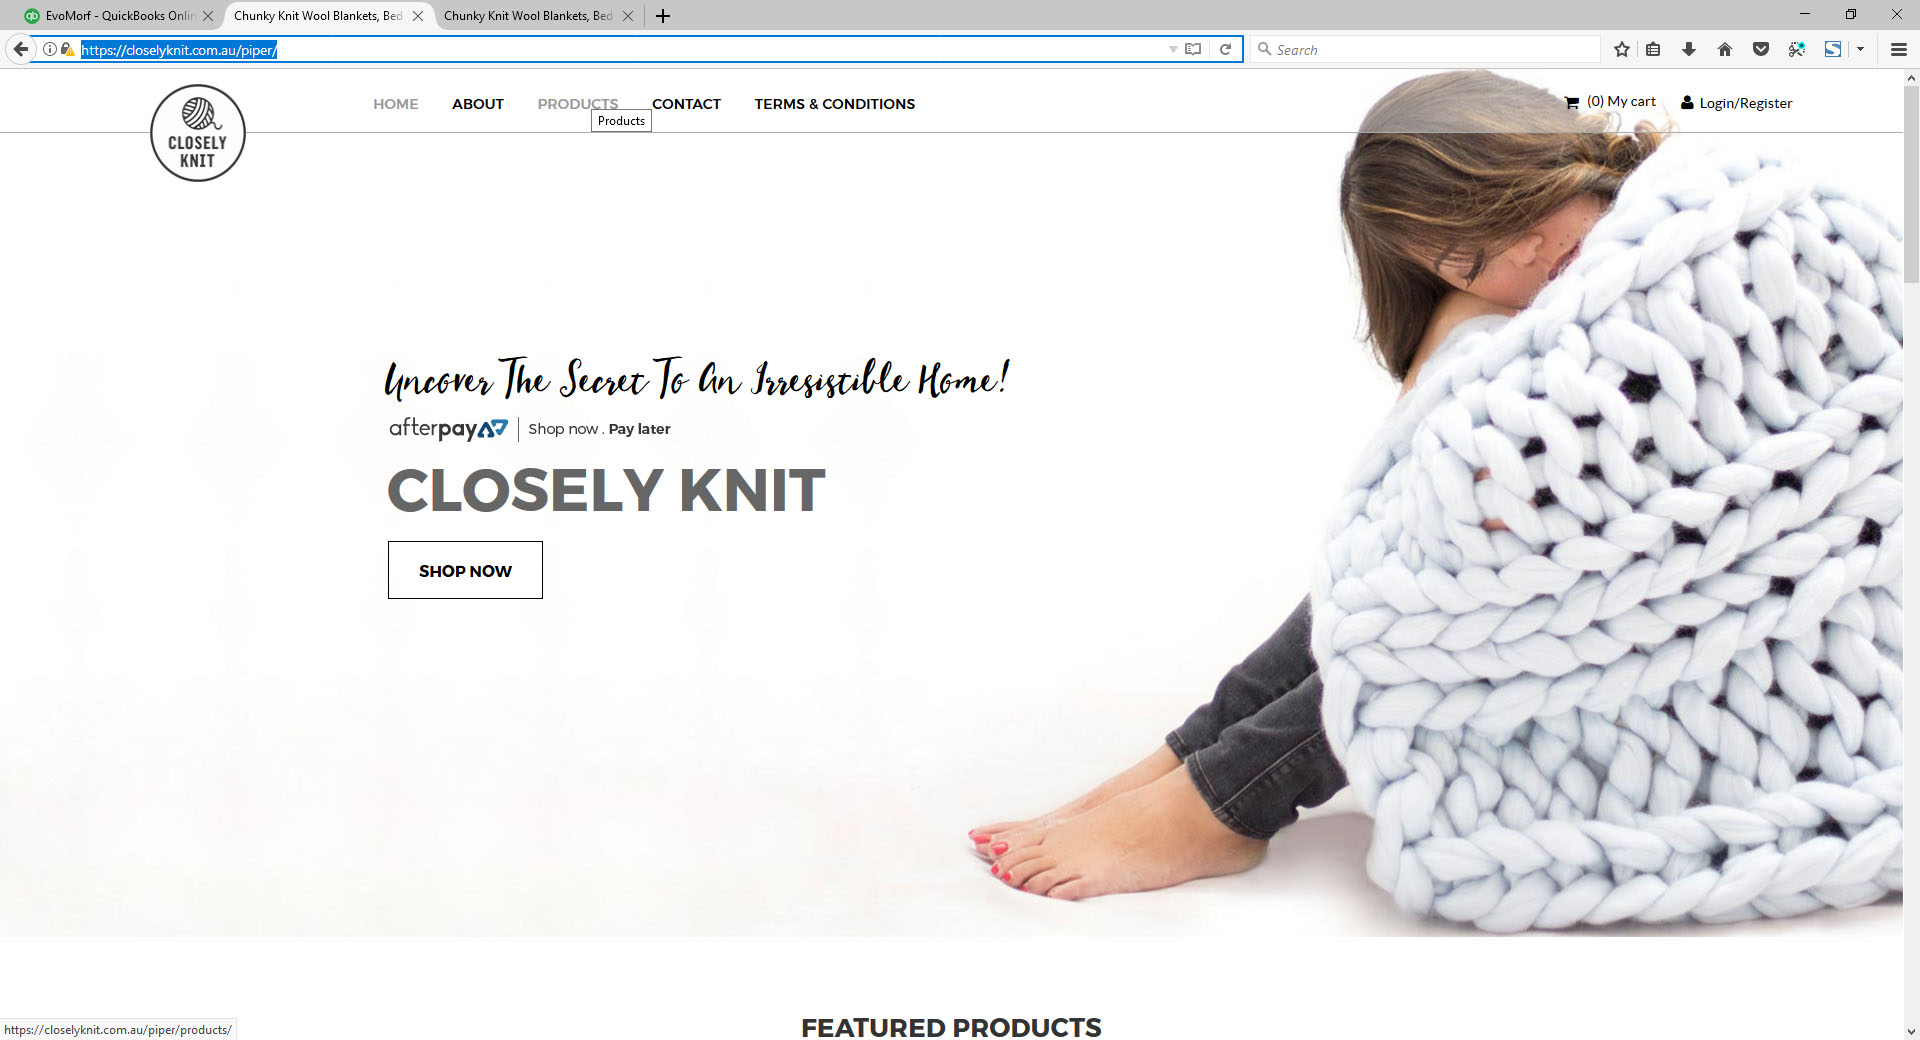 EvoMorf - QuickBooks Onlin
Chunky Knit Wool Blankets, Bed
Chunky Knit Wool Blankets, Bed
https://closelyknit.com.au/piper/
Search
CLOSELY
KNIT
HOME ABOUT PRODUCTS CONTACT TERMS & CONDITIONS
(0) My cart
Login/Register
Products
Uncover The Secret To An Irresistible Home!
afterpay Shop now . Pay later
CLOSELY KNIT
SHOP NOW
FEATURED PRODUCTS
https://closelyknit.com.au/piper/products/